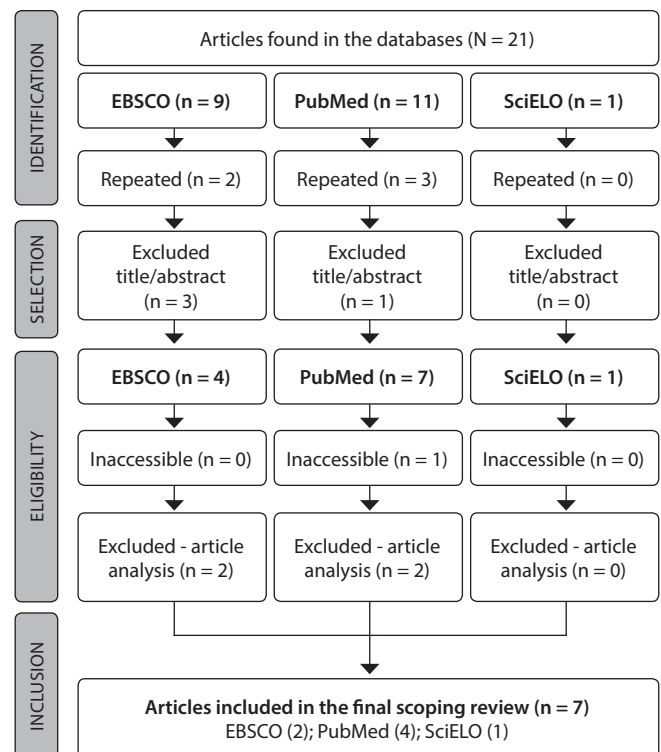 IDENTIFICATION
Articles found in the databases (N = 21)
EBSCO (n = 9)
PubMed (n = 11)
SciELO (n = 1)
Repeated (n = 2)
Repeated (n = 3)
Repeated (n = 0)
SELECTION
Excluded
title/abstract
(n = 3)
Excluded
title/abstract
(n = 1)
Excluded
title/abstract
(n = 0)
ELIGIBILITY
EBSCO (n = 4)
PubMed (n = 7)
SciELO (n = 1)
Inaccessible (n = 0)
Inaccessible (n = 1)
Inaccessible (n = 0)
Excluded - article
analysis (n = 2)
Excluded - article
analysis (n = 2)
Excluded - article
analysis (n = 0)
INCLUSION
Articles included in the final scoping review (n = 7)
EBSCO (2); PubMed (4); SciELO (1)